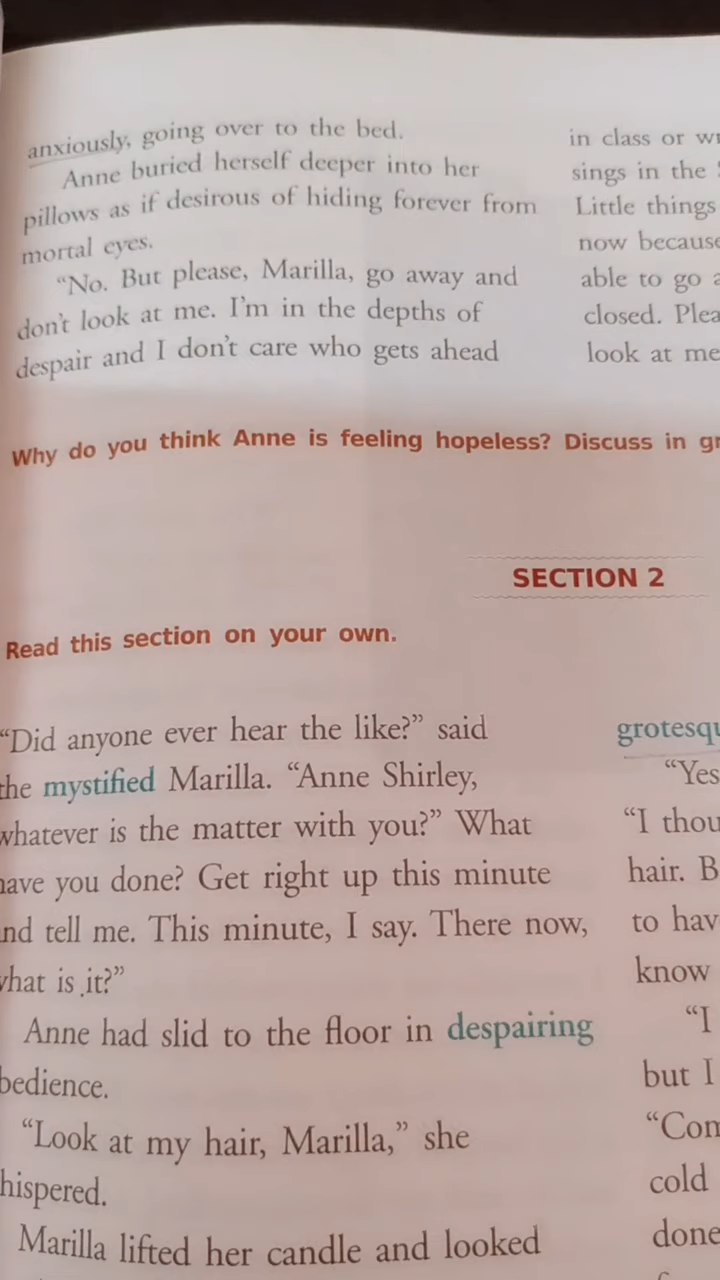 anxiously, going over to the bed.
Anne buried herself deeper into her
pillows as if desirous of hiding forever from
mortal eyes.
"No. But please, Marilla, go away and
don't look at me. I'm in the depths of
despair and I don't care who gets ahead
in class or
sings in the
Little things
now because
able to go
closed.
look at me
Why do you think Anne is feeling hopeless? Discuss in
SECTION 2
Read this section on your own.
"Did anyone ever hear the like?" said
the mystified Marilla. "Anne Shirley,
whatever is the matter with you?" What
have you done? Get right up this minute
and tell me. This minute, I say. There now,
what is it?"
Anne had slid to the floor in despairing
"Look at my hair, Marilla," she
Marilla lifted her candle and looked
"Yes
"I
hair.
to
know
"I
but I
cold
done